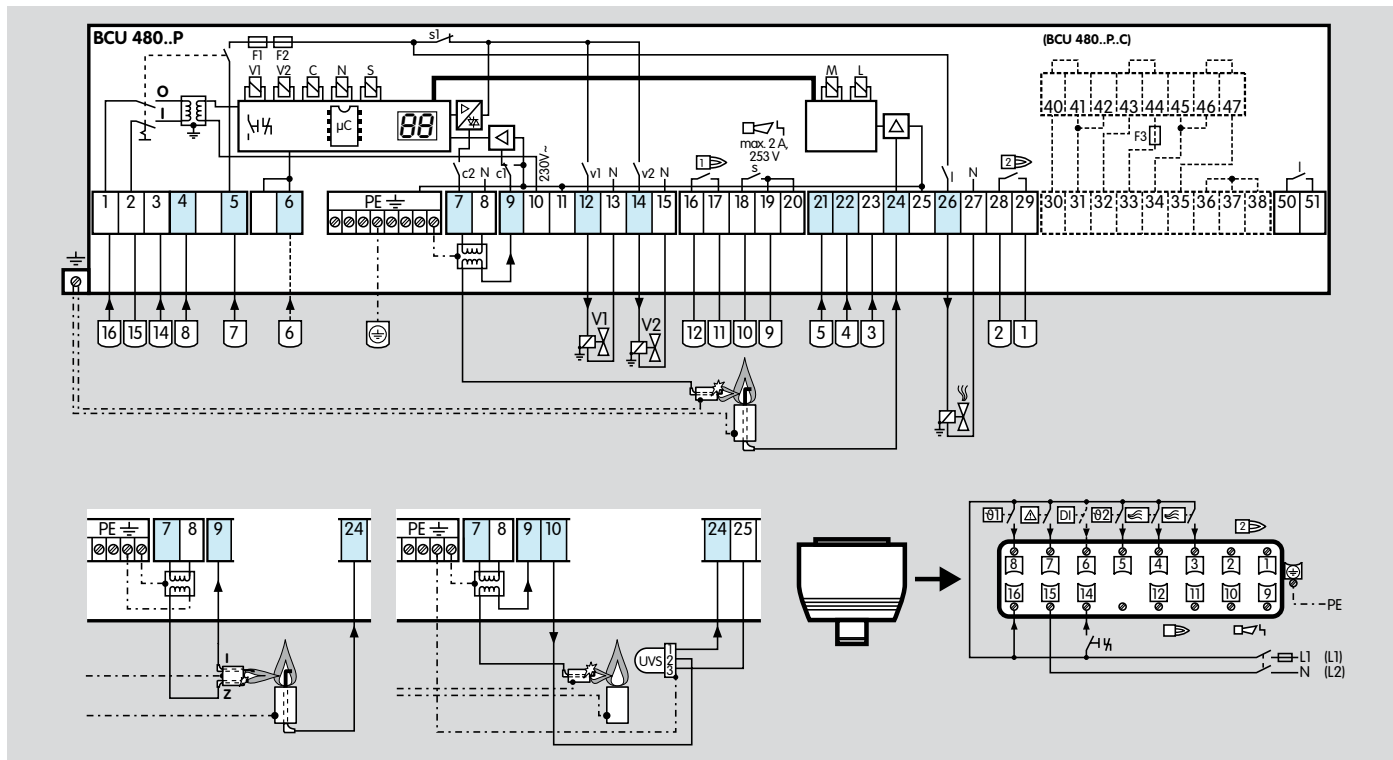 BCU 480..P
(BCU 480..P..C)
s1
F1 F2
V1 V2 C N S
M L
O
I
µC
88
max. 2 A,
253 V
40 41 42 43 44 45 46 47
F3
1
2
230V~
c2 N c1
v1 N
v2 N
s
I N
I
1 2 3 4 5 6
PE
7 8 9 10 11 12 13 14 15 16 17 18 19 20 21 22 23 24 25 26 27 28 29 30 31 32 33 34 35 36 37 38 50 51
16 15 14 8 7 6
V1 V2
12 11 10 9 5 4 3 2 1
PE 7 8 9 24
I
Z
PE 7 8 9 10 24 25
UVS 1 2 3
ϑ1 DI ϑ2
2
8 7 6 5 4 3 2 1
16 15 14 12 11 10 9
PE
1
L1 (L1)
N (L2)